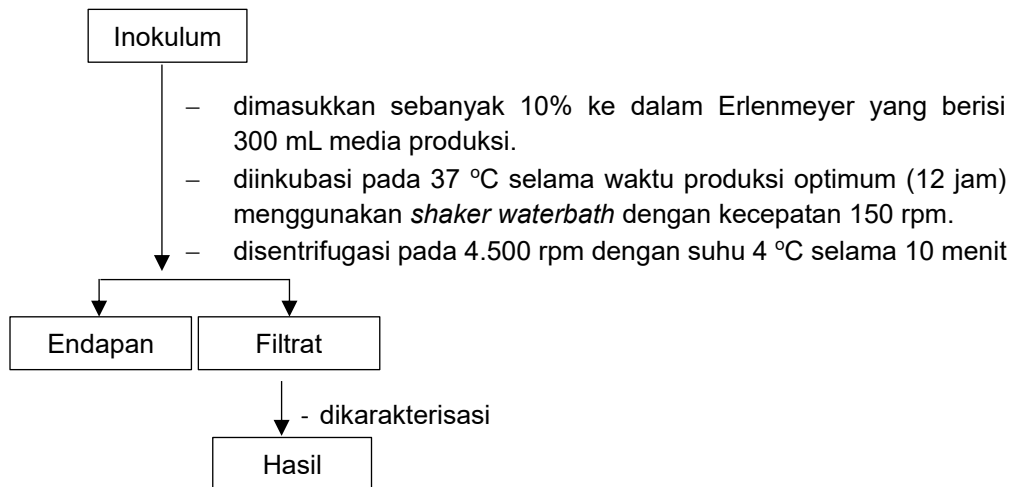 Inokulum
– dimasukkan sebanyak 10% ke dalam Erlenmeyer yang berisi
300 mL media produksi.
– diinkubasi pada 37 °C selama waktu produksi optimum (12 jam)
menggunakan shaker waterbath dengan kecepatan 150 rpm.
– disentrifugasi pada 4.500 rpm dengan suhu 4 °C selama 10 menit
Endapan
Filtrat
- dikarakterisasi
Hasil